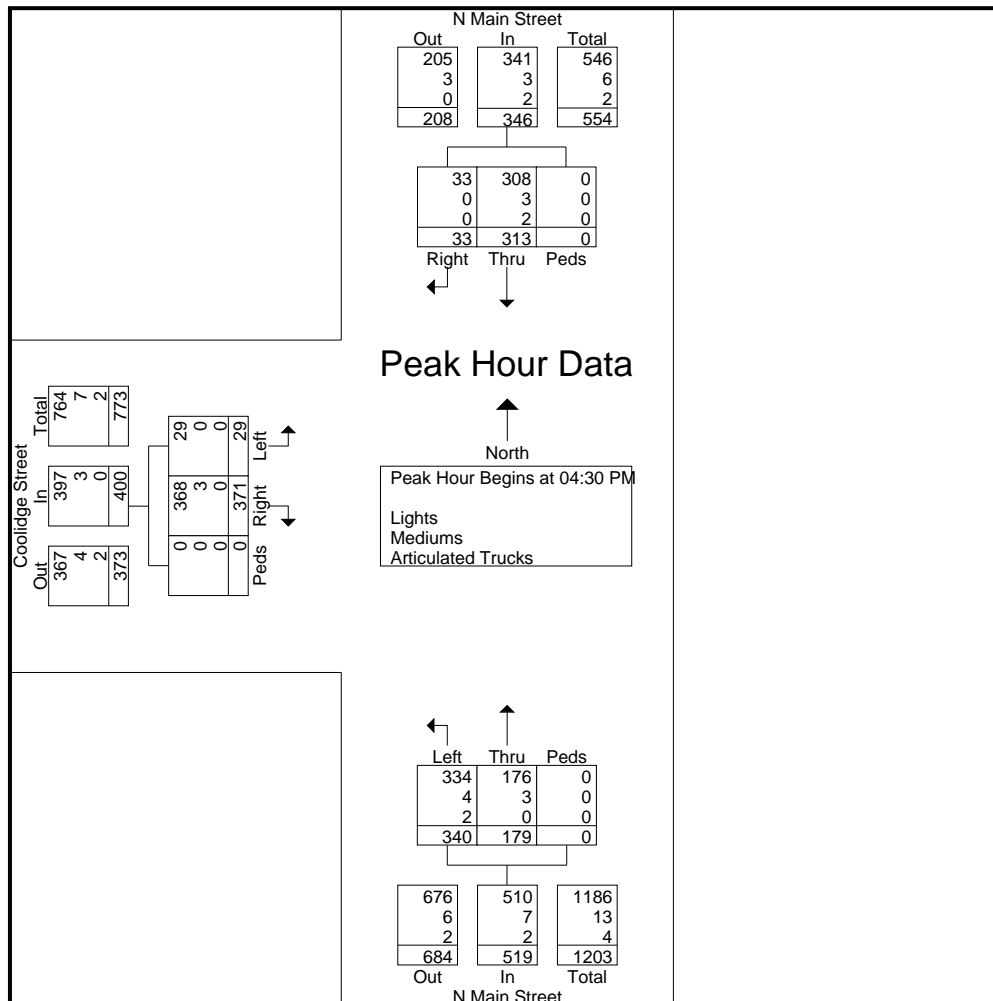 N Main Street
Out In Total
205 341 546
3 3 6
0 2 2
208 346 554
33 308 0
0 3 0
0 2 0
33 313 0
Right Thru Peds
Peak Hour Data
North
Peak Hour Begins at 04:30 PM
Lights
Mediums
Articulated Trucks
Coolidge Street
Out In Total
367 397 764
4 3 7
2 0 2
373 400 773
0 368 29
0 3 0
0 0 0
0 371 29
Peds Right Left
Left Thru Peds
334 176 0
4 3 0
2 0 0
340 179 0
676 510 1186
6 7 13
2 2 4
684 519 1203
Out In Total
N Main Street